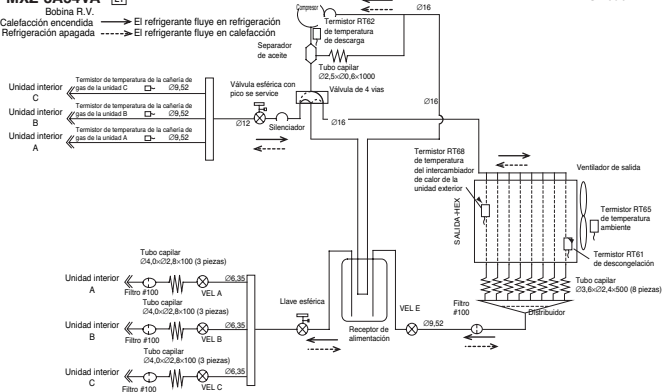 Bobina R.V.
Calefacción encendida
El refrigerante fluye en refrigeración
Refrigeración apagada
El refrigerante fluye en calefacción
Compresor
Ø16
Termistor RT62
de temperatura
de descarga
Separador
de aceite
Tubo capilar
Ø2,5×Ø0,6×1000
Válvula de 4 vias
Válvula esférica con
pico se service
Unidad interior
C
Termistor de temperatura de la cañería de
gas de la unidad C
Ø9,52
Unidad interior
B
Termistor de temperatura de la cañería de
gas de la unidad B
Ø9,52
Unidad interior
A
Termistor de temperatura de la cañería de
gas de la unidad A
Ø9,52
Ø12
Silenciador
Ø16
Ø16
Termistor RT68
de temperatura
del intercambiador
de calor de la
unidad exterior
Ventilador de salida
SALIDA-HEX
Termistor RT65
de temperatura
ambiente
Termistor RT61
de descongelación
Tubo capilar
Ø3,6×Ø2,4×500 (8 piezas)
Distribuidor
Filtro
#100
Ø9,52
VEL E
Receptor de
alimentación
Llave esférica
Tubo capilar
Ø4,0×Ø2,8×100 (3 piezas)
Unidad interior
A
Filtro #100
VEL A
Ø6,35
Tubo capilar
Ø4,0×Ø2,8×100 (3 piezas)
Unidad interior
B
Filtro #100
VEL B
Ø6,35
Tubo capilar
Ø4,0×Ø2,8×100 (3 piezas)
Unidad interior
C
Filtro #100
VEL C
Ø6,35